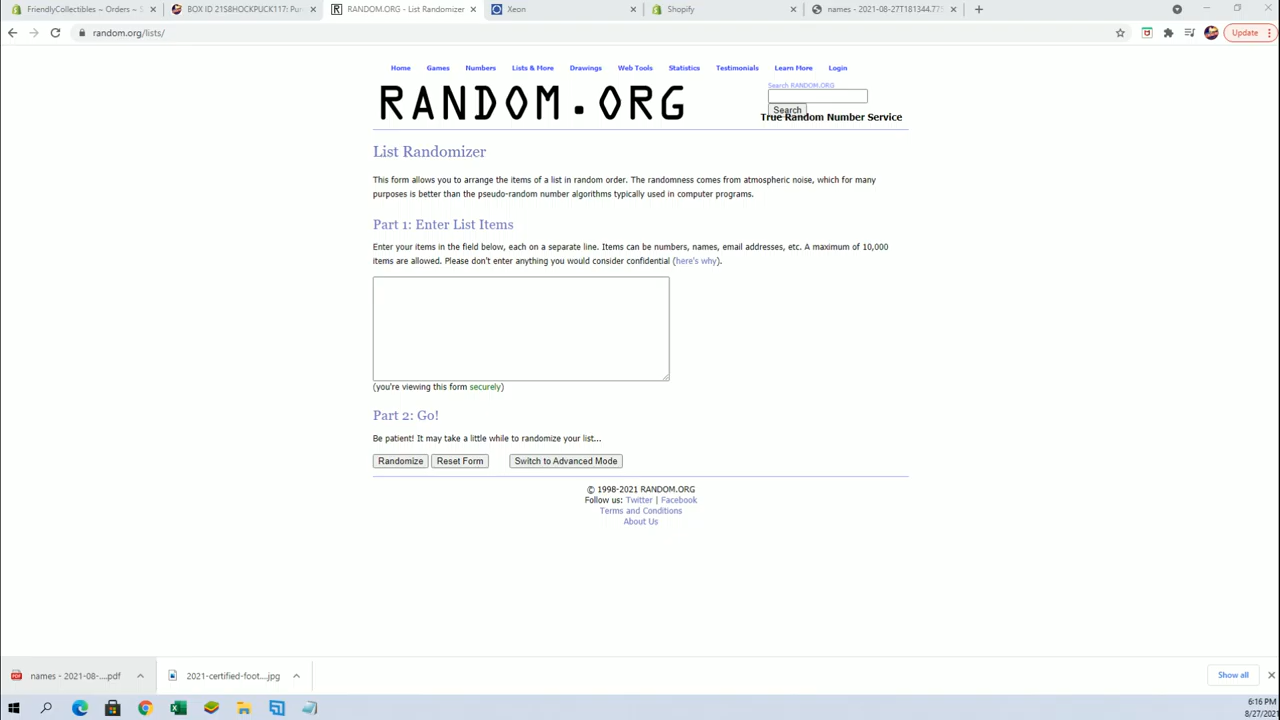 FriendlyCollectibles ~ Orders ~ S
BOX ID 21S8HOCKPUCK117: Pu
RANDOM.ORG - List Randomizer
Xeon
Shopify
names - 2021-08-27T181344.77
random.org/lists/
Update
Home Games Numbers Lists & More Drawings Web Tools Statistics Testimonials Learn More Login
RANDOM.ORG
Search RANDOM.ORG
Search
True Random Number Service
List Randomizer
This form allows you to arrange the items of a list in random order. The randomness comes from atmospheric noise, which for many
purposes is better than the pseudo-random number algorithms typically used in computer programs.
Part 1: Enter List Items
Enter your items in the field below, each on a separate line. Items can be numbers, names, email addresses, etc. A maximum of 10,000
items are allowed. Please don't enter anything you would consider confidential (here's why).
(you're viewing this form securely)
Part 2: Go!
Be patient! It may take a little while to randomize your list...
Randomize Reset Form Switch to Advanced Mode
© 1998-2021 RANDOM.ORG
Follow us: Twitter | Facebook
Terms and Conditions
About Us
names - 2021-08-....pdf
2021-certified-foot....jpg
Show all
6:16 PM
8/27/2021